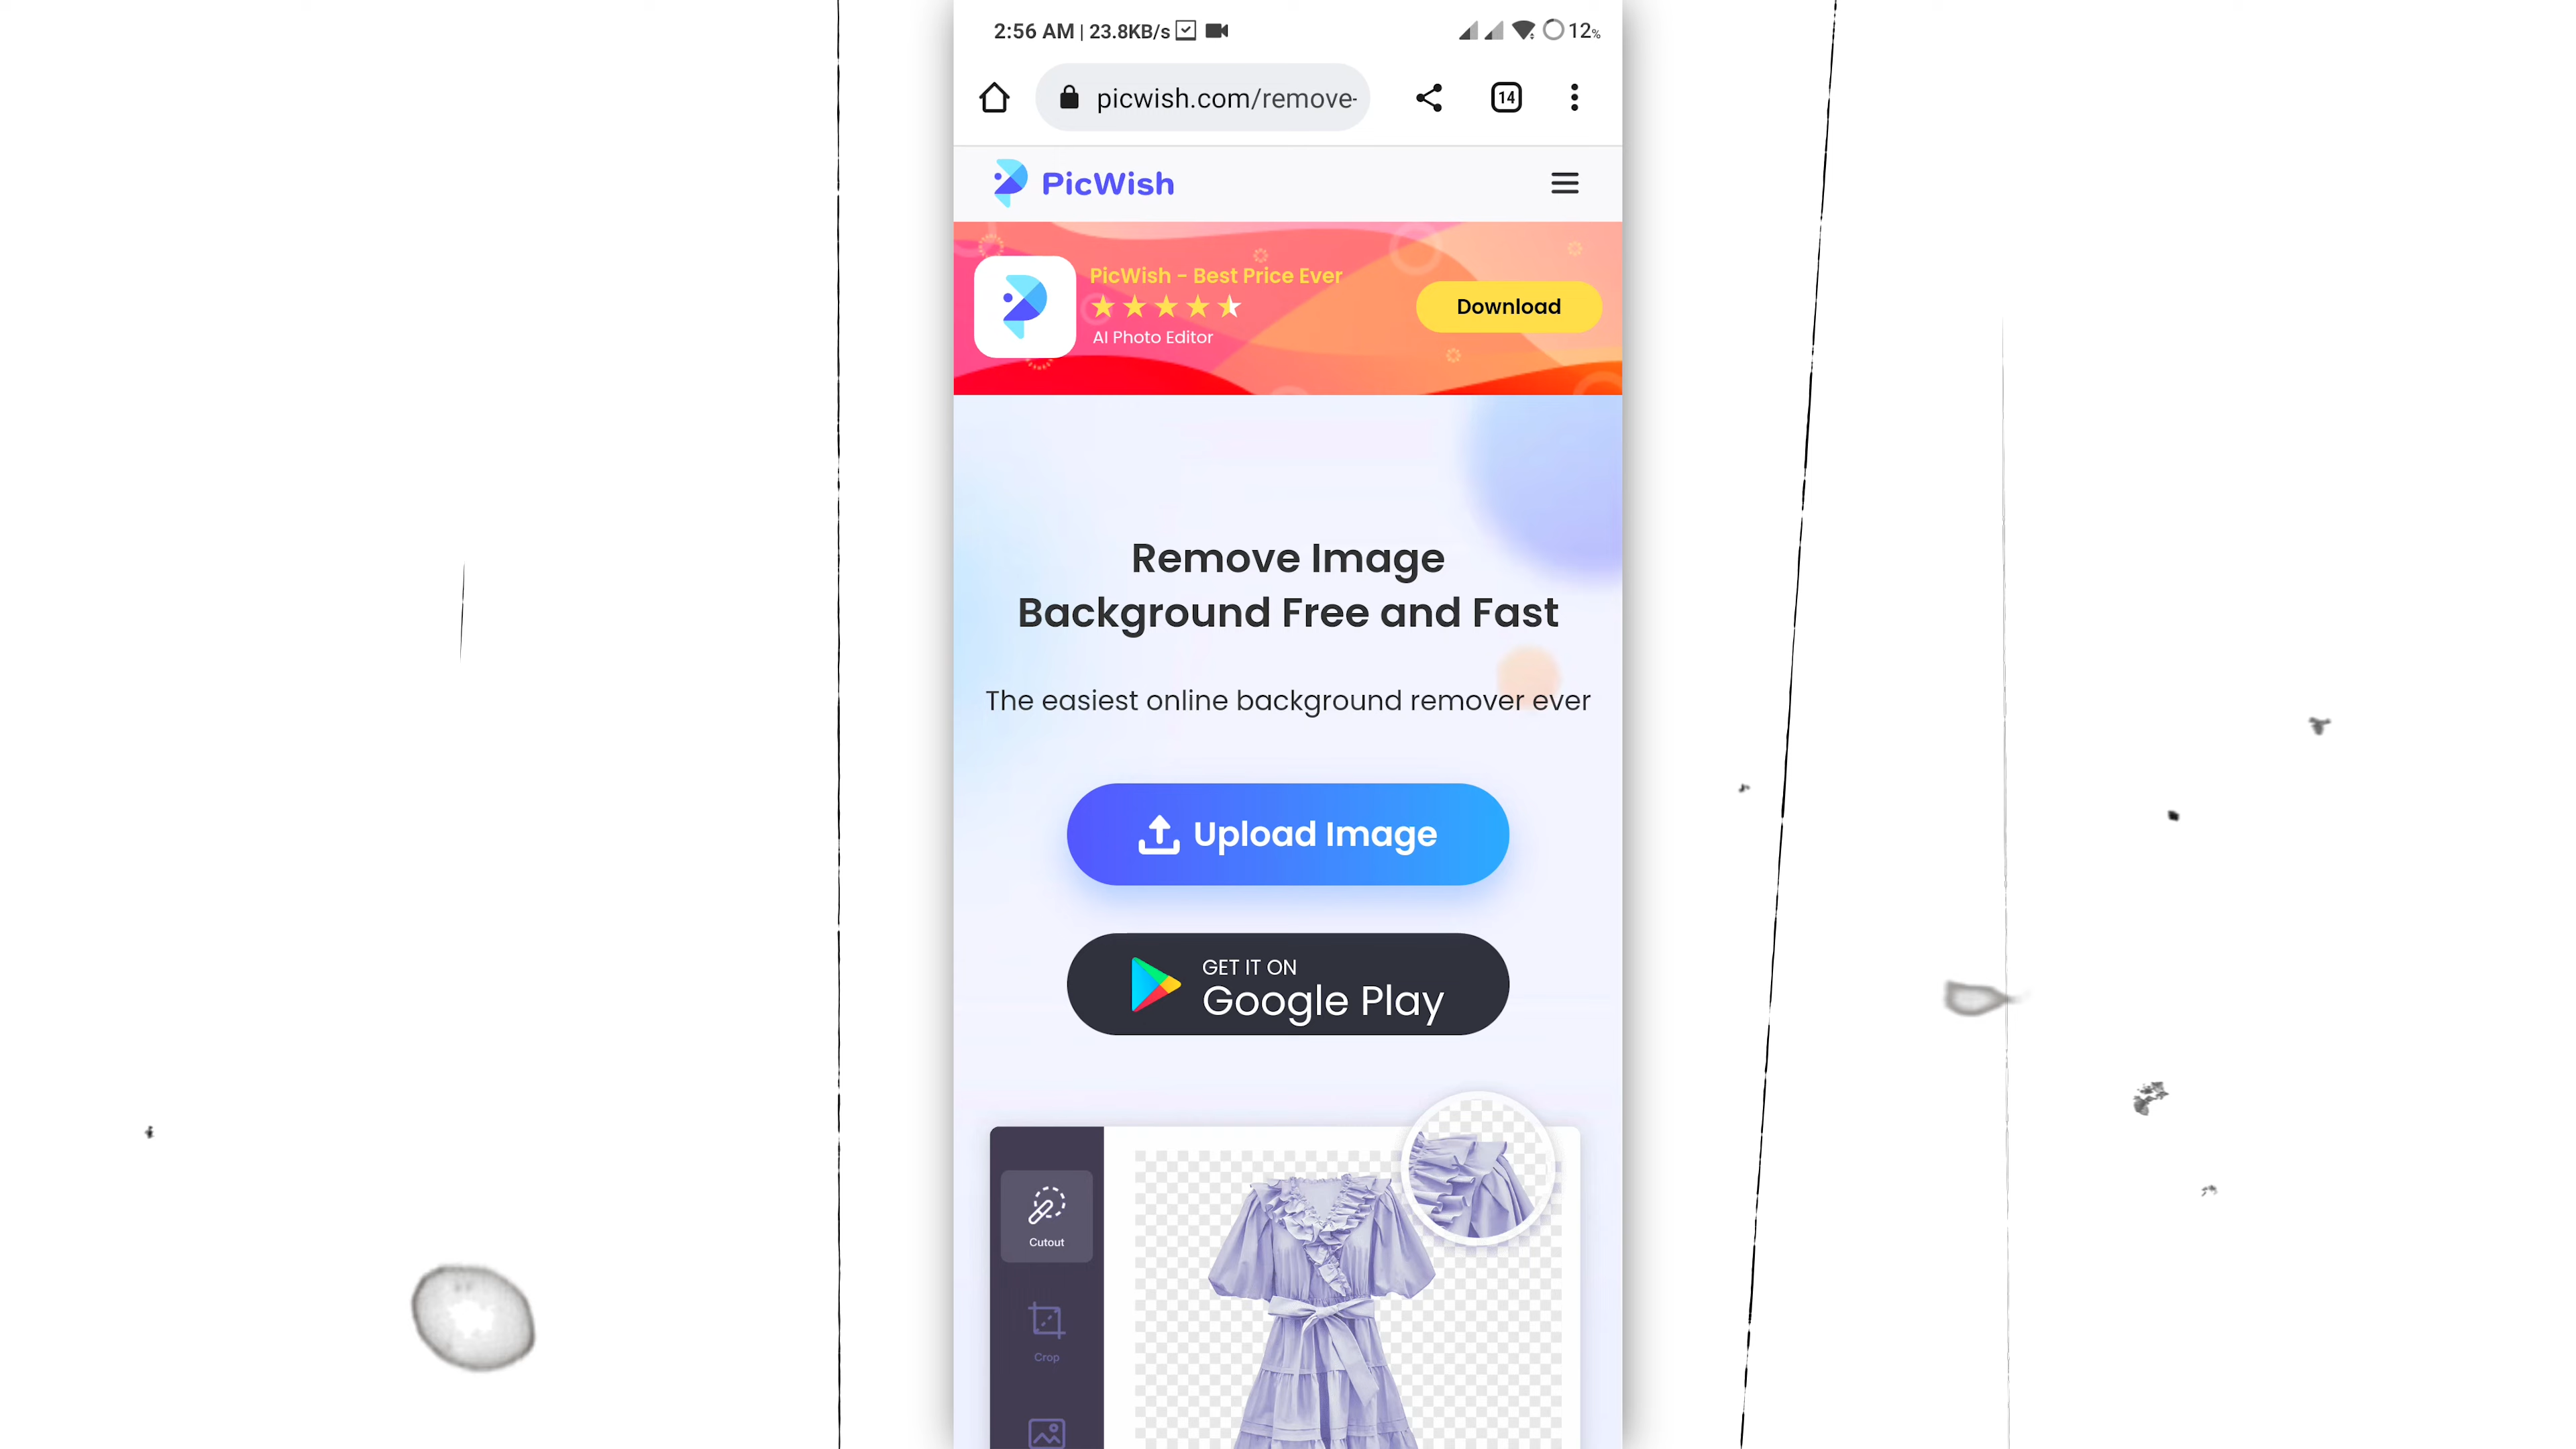 2:56 AM | 23.8KB/s 12%
picwish.com/remove- 14
PicWish
PicWish - Best Price Ever
AI Photo Editor
Download
Remove Image
Background Free and Fast
The easiest online background remover ever
Upload Image
GET IT ON
Google Play
Cutout
Crop